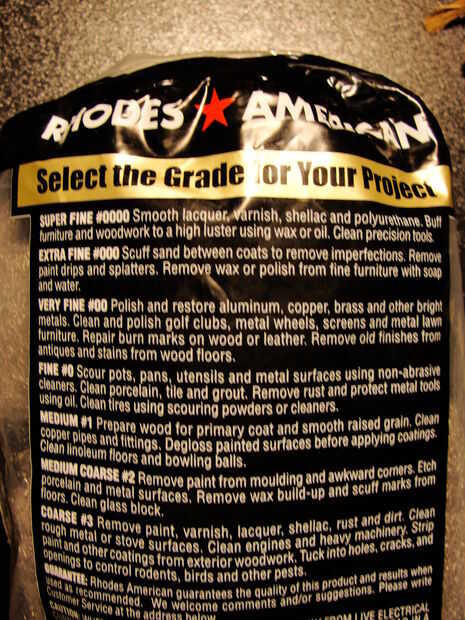 RHODES AMERICAN
Select the Grade for Your Project
SUPER FINE #0000 Smooth lacquer, varnish, shellac and polyurethane. Buff
furniture and woodwork to a high luster using wax or oil. Clean precision tools.
EXTRA FINE #000 Scuff sand between coats to remove imperfections. Remove
paint drips and splatters. Remove wax or polish from fine furniture with soap
and water.
VERY FINE #00 Polish and restore aluminum, copper, brass and other bright
metals. Clean and polish golf clubs, metal wheels, screens and metal lawn
furniture. Repair burn marks on wood or leather. Remove old finishes from
antiques and stains from wood floors.
FINE #0 Scour pots, pans, utensils and metal surfaces using non-abrasive
cleaners. Clean porcelain, tile and grout. Remove rust and protect metal tools
using oil. Clean tires using scouring powders or cleaners.
MEDIUM #1 Prepare wood for primary coat and smooth raised grain. Clean
copper pipes and fittings. Degloss painted surfaces before applying coatings.
Clean linoleum floors and bowling balls.
MEDIUM COARSE #2 Remove paint from moulding and awkward corners. Etch
porcelain and metal surfaces. Remove wax build-up and scuff marks from
floors. Clean glass block.
COARSE #3 Remove paint, varnish, lacquer, shellac, rust and dirt. Clean
rough metal or stove surfaces. Clean engines and heavy machinery. Strip
paint and other coatings from exterior woodwork. Tuck into holes, cracks, and
openings to control rodents, birds and other pests.
GUARANTEE: Rhodes American guarantees the quality of this product and results when
used as recommended. We welcome comments and/or suggestions. Please write
Customer Service at the address below.
CAUTION: FROM LIVE ELECTRICAL